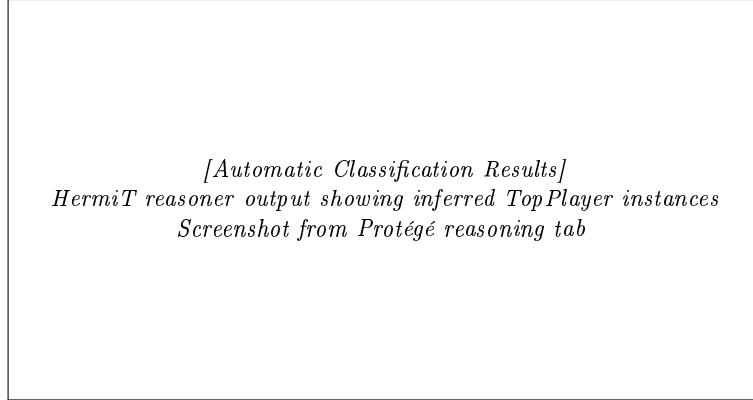 [Automatic Classification Results]
HermiT reasoner output showing inferred TopPlayer instances
Screenshot from Protégé reasoning tab